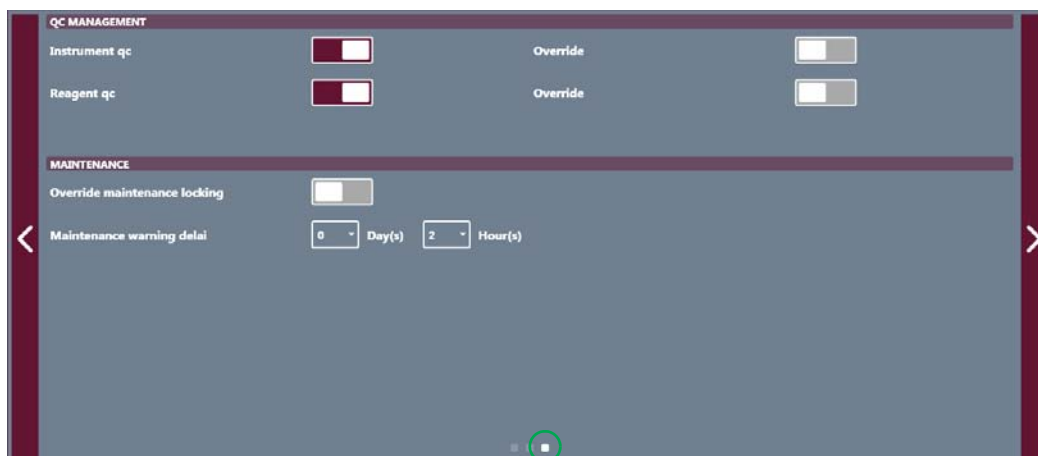 QC MANAGEMENT
Instrument qc Override
Reagent qc Override
MAINTENANCE
Override maintenance locking
Maintenance warning delai 0 Day(s) 2 Hour(s)